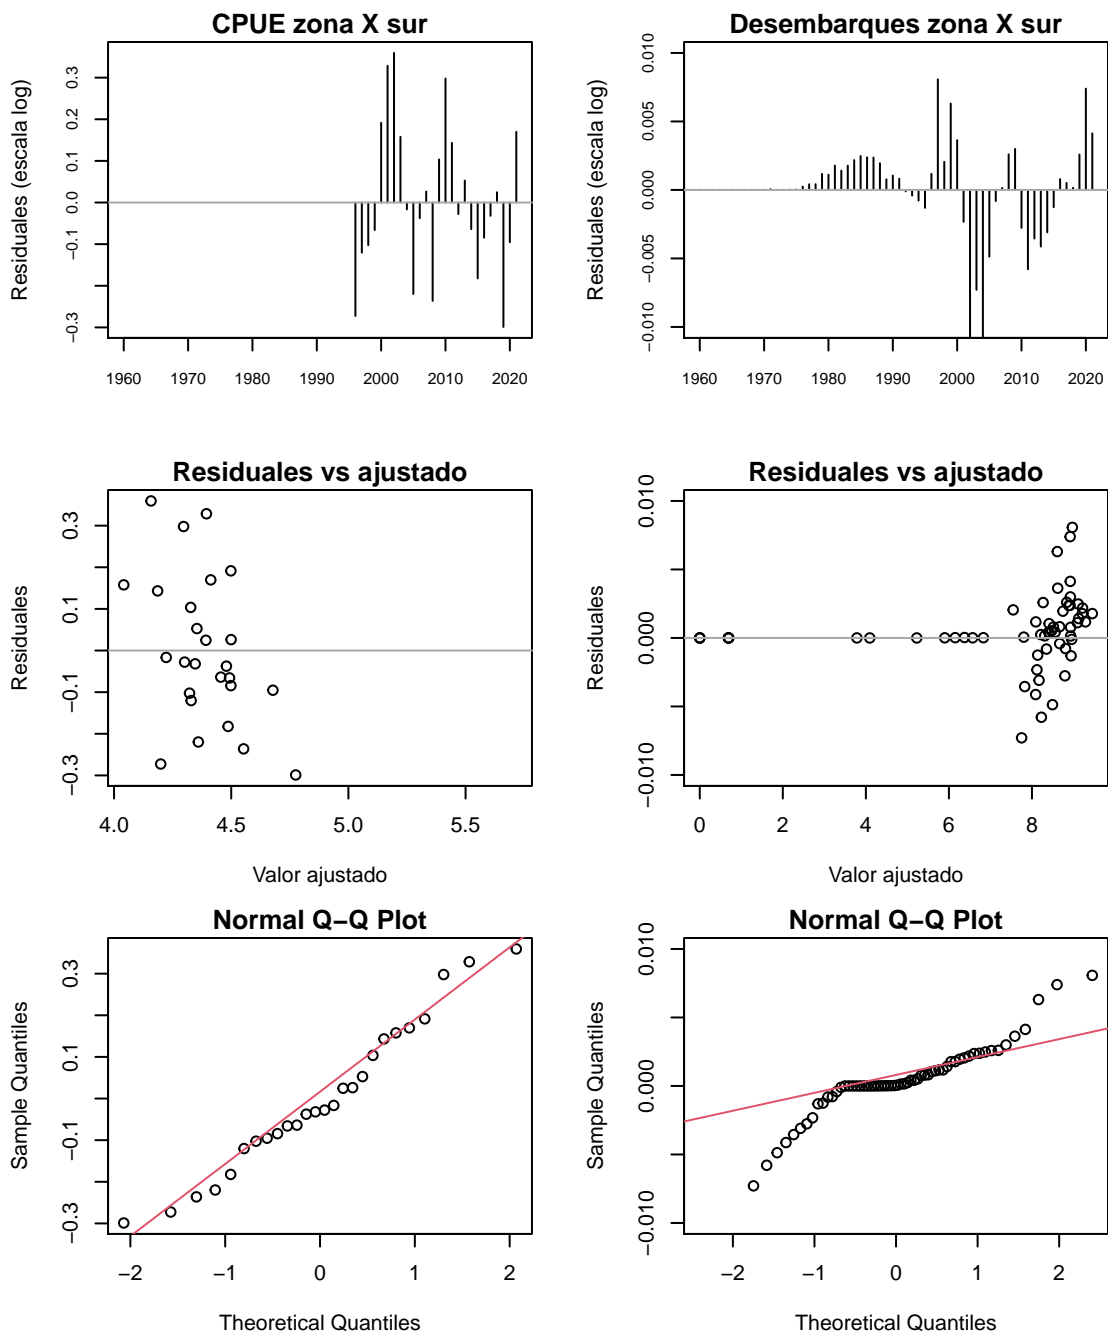 CPUE zona X sur
Residuales (escala log)
0.3
0.1
0.0
−0.1
−0.3
1960 1970 1980 1990 2000 2010 2020
Desembarques zona X sur
Residuales (escala log)
0.010
0.005
0.000
−0.005
−0.010
1960 1970 1980 1990 2000 2010 2020
Residuales vs ajustado
Residuales
0.3
0.1
−0.1
−0.3
4.0 4.5 5.0 5.5
Valor ajustado
Residuales vs ajustado
Residuales
0.010
0.000
−0.010
0 2 4 6 8
Valor ajustado
Normal Q−Q Plot
Sample Quantiles
0.3
0.1
−0.1
−0.3
−2 −1 0 1 2
Theoretical Quantiles
Normal Q−Q Plot
Sample Quantiles
0.010
0.000
−0.010
−2 −1 0 1 2
Theoretical Quantiles